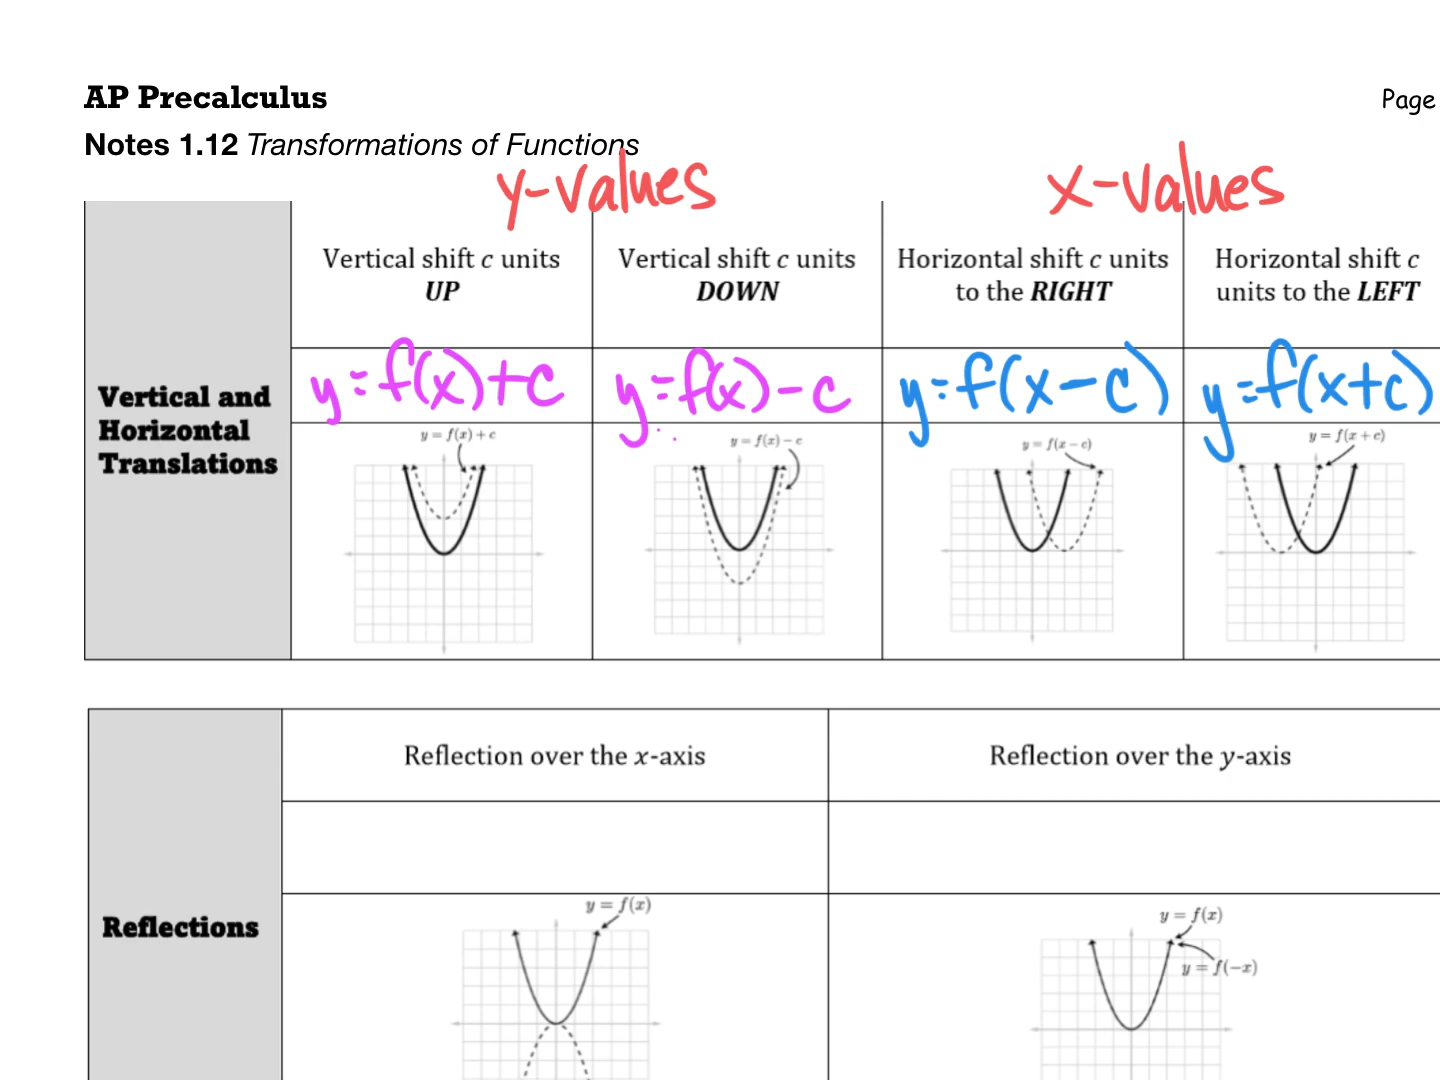 AP Precalculus
Page
Notes 1.12 Transformations of Functions
y-values
x-values
Vertical shift c units
UP
Vertical shift c units
DOWN
Horizontal shift c units
to the RIGHT
Horizontal shift c
units to the LEFT
Vertical and
Horizontal
Translations
y=f(x)+c
y=f(x)-c
y=f(x-c)
y=f(x+c)
y = f(x) + c
y = f(x) − c
y = f(x − c)
y = f(x + c)
Reflections
Reflection over the x-axis
Reflection over the y-axis
y = f(x)
y = f(x)
y = f(−x)